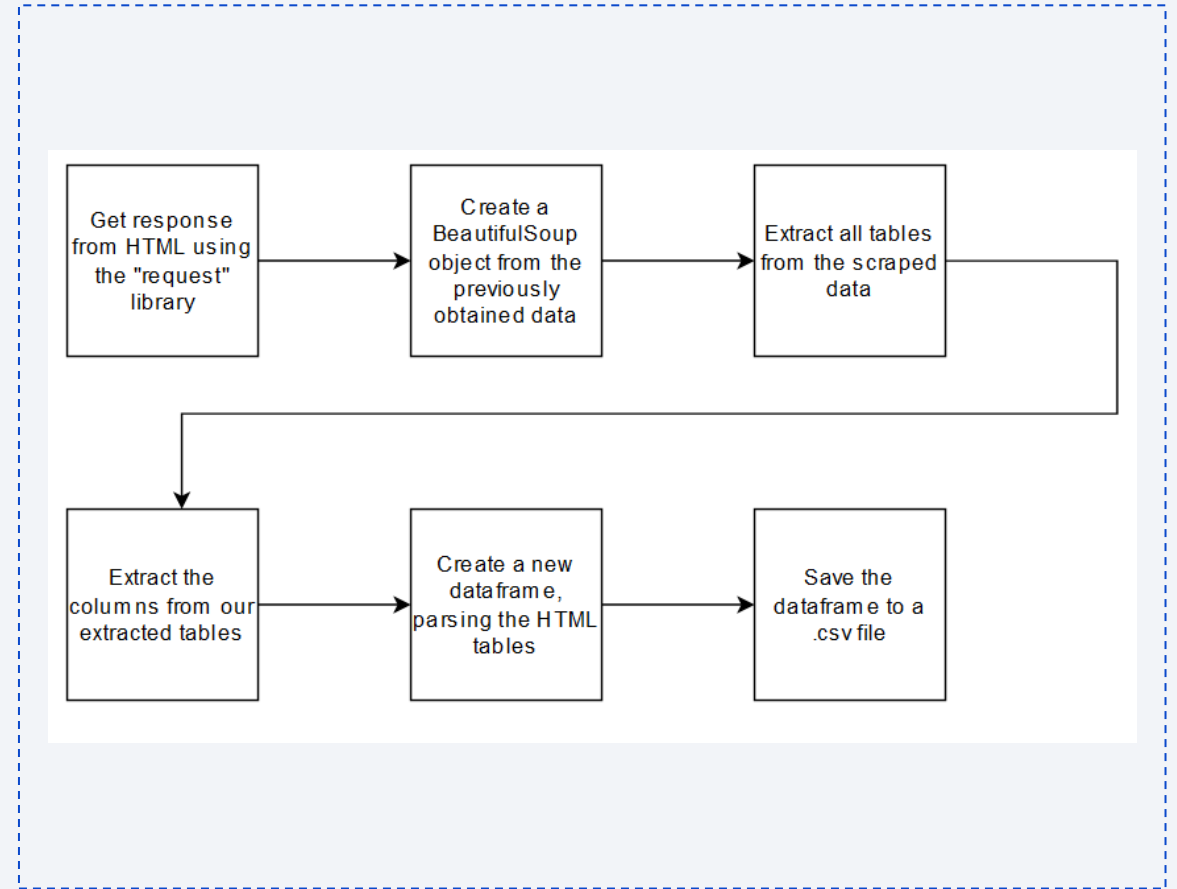 Get response
from HTML using
the "request"
library
Create a
BeautifulSoup
object from the
previously
obtained data
Extract all tables
from the scraped
data
Extract the
columns from our
extracted tables
Create a new
dataframe,
parsing the HTML
tables
Save the
dataframe to a
.csv file